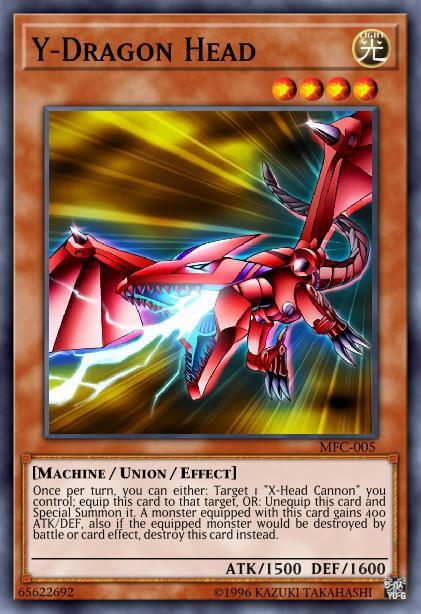 Y-Dragon Head
LIGHT
光
MFC-005
[Machine / Union / Effect]
Once per turn, you can either: Target 1 "X-Head Cannon" you
control; equip this card to that target, OR: Unequip this card and
Special Summon it. A monster equipped with this card gains 400
ATK/DEF, also if the equipped monster would be destroyed by
battle or card effect, destroy this card instead.
ATK/1500 DEF/1600
65622692
©1996 KAZUKI TAKAHASHI